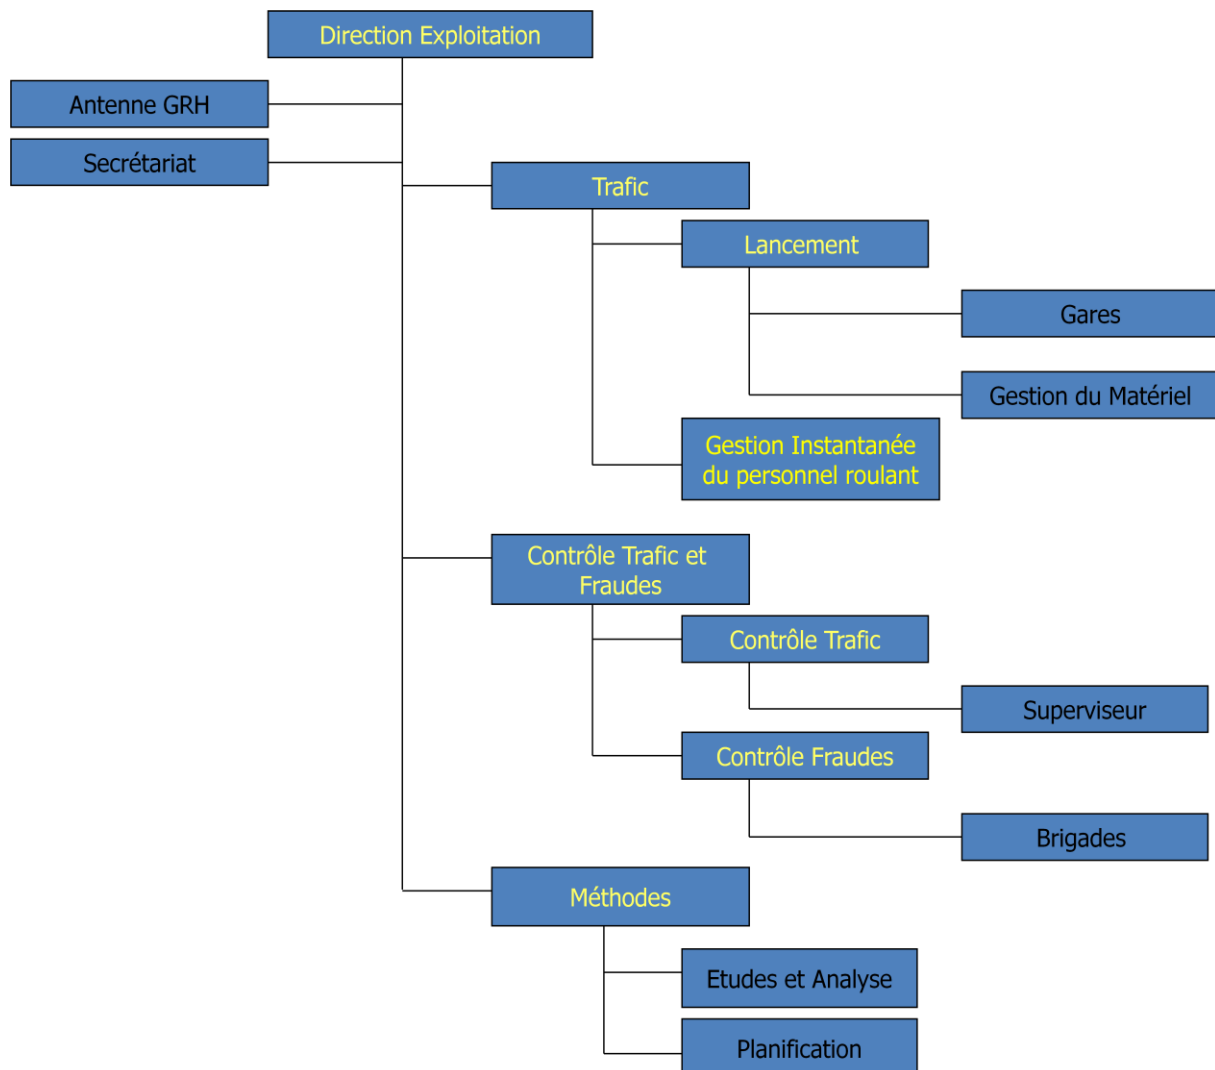 Direction Exploitation
Antenne GRH
Secrétariat
Trafic
Lancement
Gares
Gestion du Matériel
Gestion Instantanée
du personnel roulant
Contrôle Trafic et
Fraudes
Contrôle Trafic
Superviseur
Contrôle Fraudes
Brigades
Méthodes
Etudes et Analyse
Planification